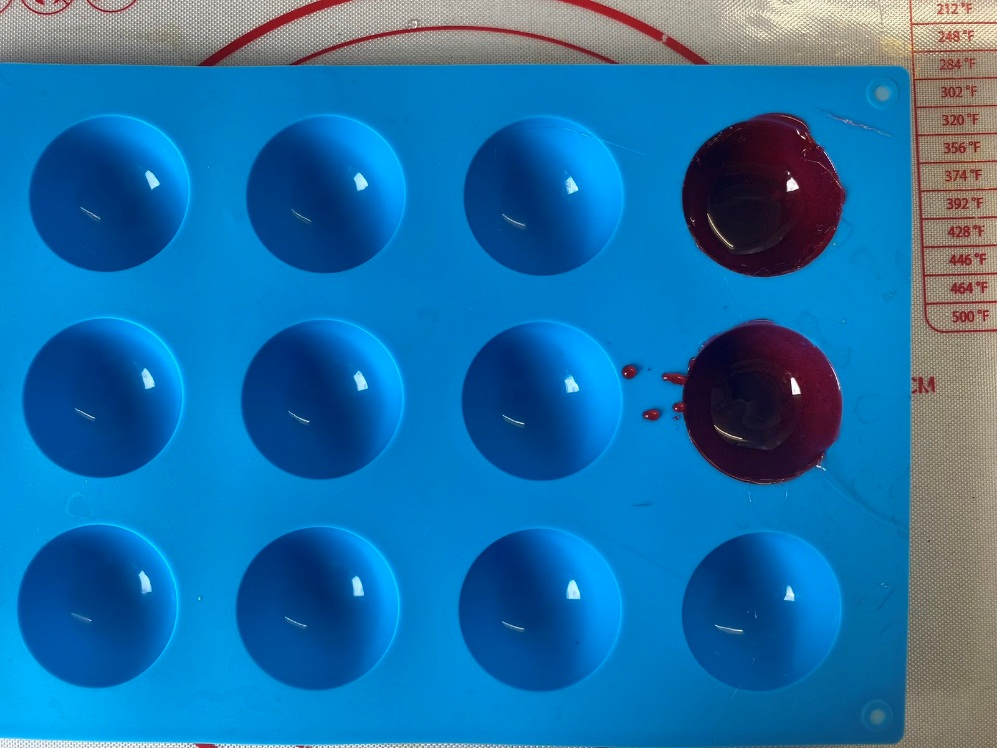 212 °F
248 °F
284 °F
302 °F
320 °F
356 °F
374 °F
392 °F
428 °F
446 °F
464 °F
500 °F
CM